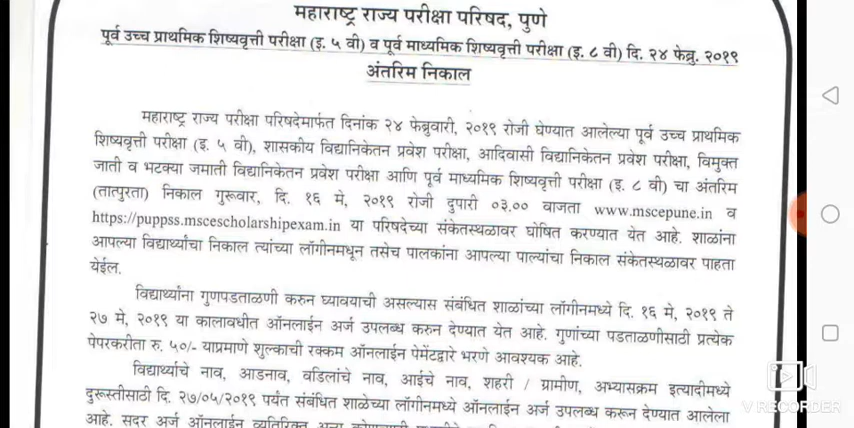 महाराष्ट्र राज्य परीक्षा परिषद, पुणे
पूर्व उच्च प्राथमिक शिष्यवृत्ती परीक्षा (इ. ५ वी) व पूर्व माध्यमिक शिष्यवृत्ती परीक्षा (इ. ८ वी) दि. २४ फेब्रु. २०१९
अंतरिम निकाल
महाराष्ट्र राज्य परीक्षा परिषदेमार्फत दिनांक २४ फेब्रुवारी, २०१९ रोजी घेण्यात आलेल्या पूर्व उच्च प्राथमिक
शिष्यवृत्ती परीक्षा (इ. ५ वी), शासकीय विद्यानिकेतन प्रवेश परीक्षा, आदिवासी विद्यानिकेतन प्रवेश परीक्षा, विमुक्त
जाती व भटक्या जमाती विद्यानिकेतन प्रवेश परीक्षा आणि पूर्व माध्यमिक शिष्यवृत्ती परीक्षा (इ. ८ वी) चा अंतरिम
(तात्पुरता) निकाल गुरूवार, दि. १६ मे, २०१९ रोजी दुपारी ०३.०० वाजता www.mscepune.in व
https://puppss.mscescholarshipexam.in या परिषदेच्या संकेतस्थळावर घोषित करण्यात येत आहे. शाळांना
आपल्या विद्यार्थ्यांचा निकाल त्यांच्या लॉगीनमधून तसेच पालकांना आपल्या पाल्यांचा निकाल संकेतस्थळावर पाहता
येईल.
विद्यार्थ्यांना गुणपडताळणी करुन घ्यावयाची असल्यास संबंधित शाळांच्या लॉगीनमध्ये दि. १६ मे, २०१९ ते
२७ मे, २०१९ या कालावधीत ऑनलाईन अर्ज उपलब्ध करुन देण्यात येत आहे. गुणांच्या पडताळणीसाठी प्रत्येक
पेपरकरीता रु. ५०/- याप्रमाणे शुल्काची रक्कम ऑनलाईन पेमेंटद्वारे भरणे आवश्यक आहे.
विद्यार्थ्याचे नाव, आडनाव, वडिलांचे नाव, आईचे नाव, शहरी / ग्रामीण, अभ्यासक्रम इत्यादीमध्ये
दुरूस्तीसाठी दि. २७/०५/२०१९ पर्यंत संबंधित शाळेच्या लॉगीनमध्ये ऑनलाईन अर्ज उपलब्ध करून देण्यात आलेला
आहे. सदर अर्ज ऑनलाईन व्यतिरिक्त अन्य
V RECORDER